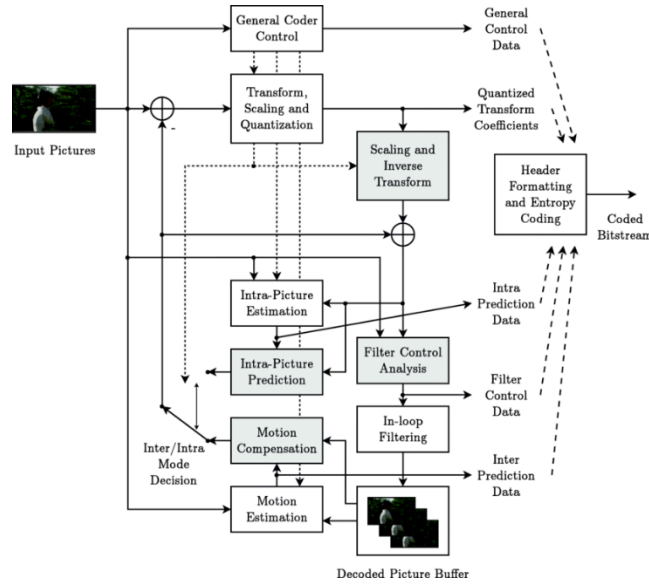 General Coder
Control
General
Control
Data
Input Pictures
-
Transform,
Scaling and
Quantization
Quantized
Transform
Coefficients
Scaling and
Inverse
Transform
Header
Formatting
and Entropy
Coding
Coded
Bitstream
Intra-Picture
Estimation
Intra
Prediction
Data
Intra-Picture
Prediction
Filter Control
Analysis
Filter
Control
Data
Motion
Compensation
In-loop
Filtering
Inter/Intra
Mode
Decision
Inter
Prediction
Data
Motion
Estimation
Decoded Picture Buffer